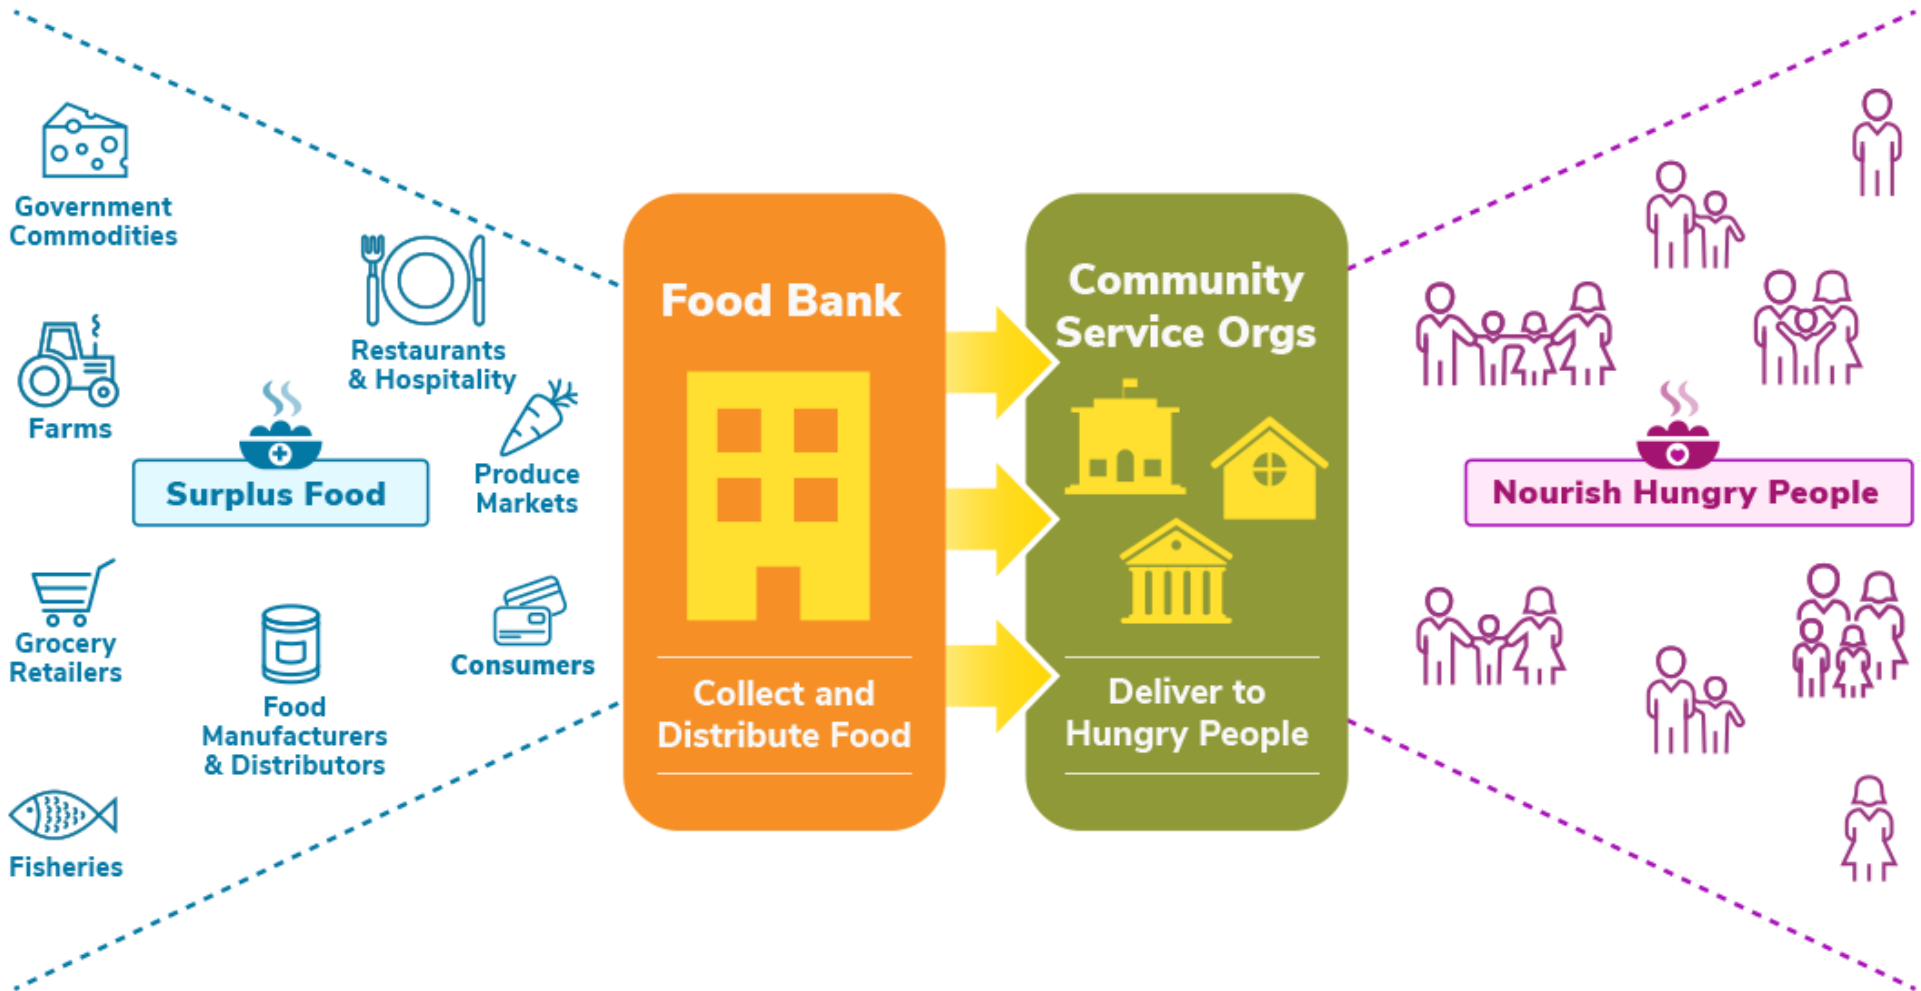 Government
Commodities
Restaurants
& Hospitality
Farms
Surplus Food
Produce
Markets
Grocery
Retailers
Food
Manufacturers
& Distributors
Consumers
Fisheries
Food Bank
Collect and
Distribute Food
Community
Service Orgs
Deliver to
Hungry People
Nourish Hungry People